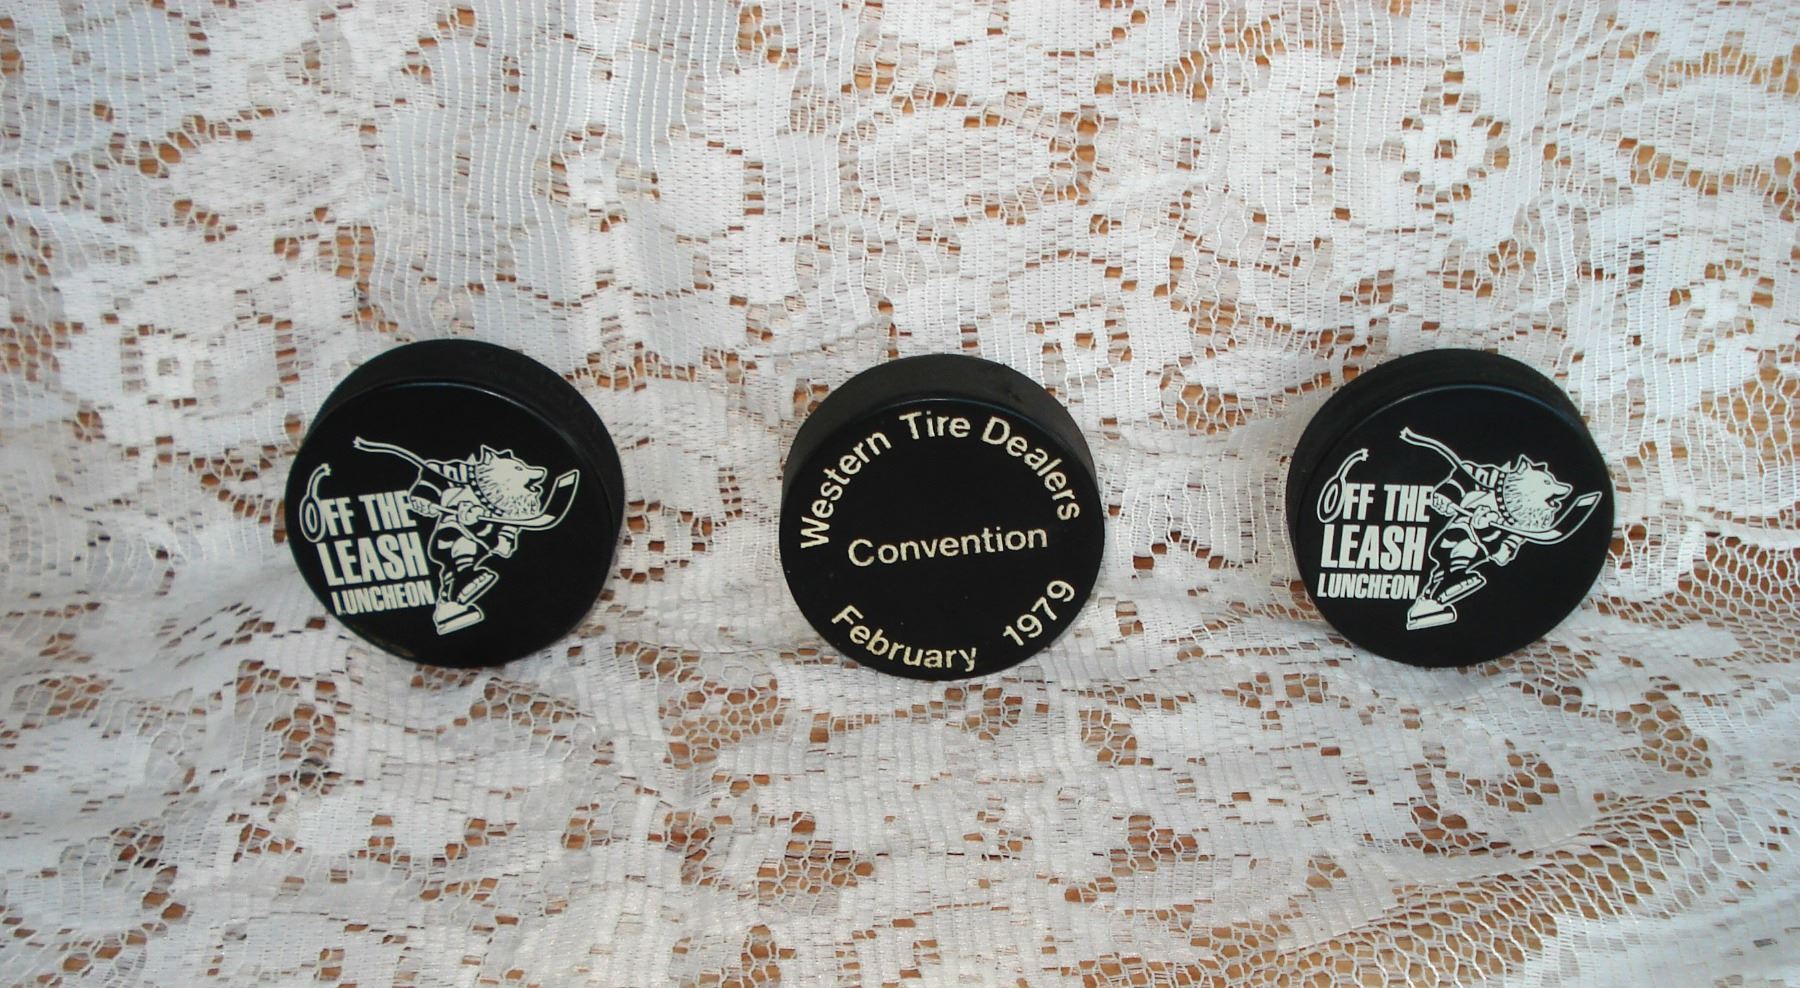 OFF THE
LEASH
LUNCHEON
Western Tire Dealers
Convention
February 1979
OFF THE
LEASH
LUNCHEON